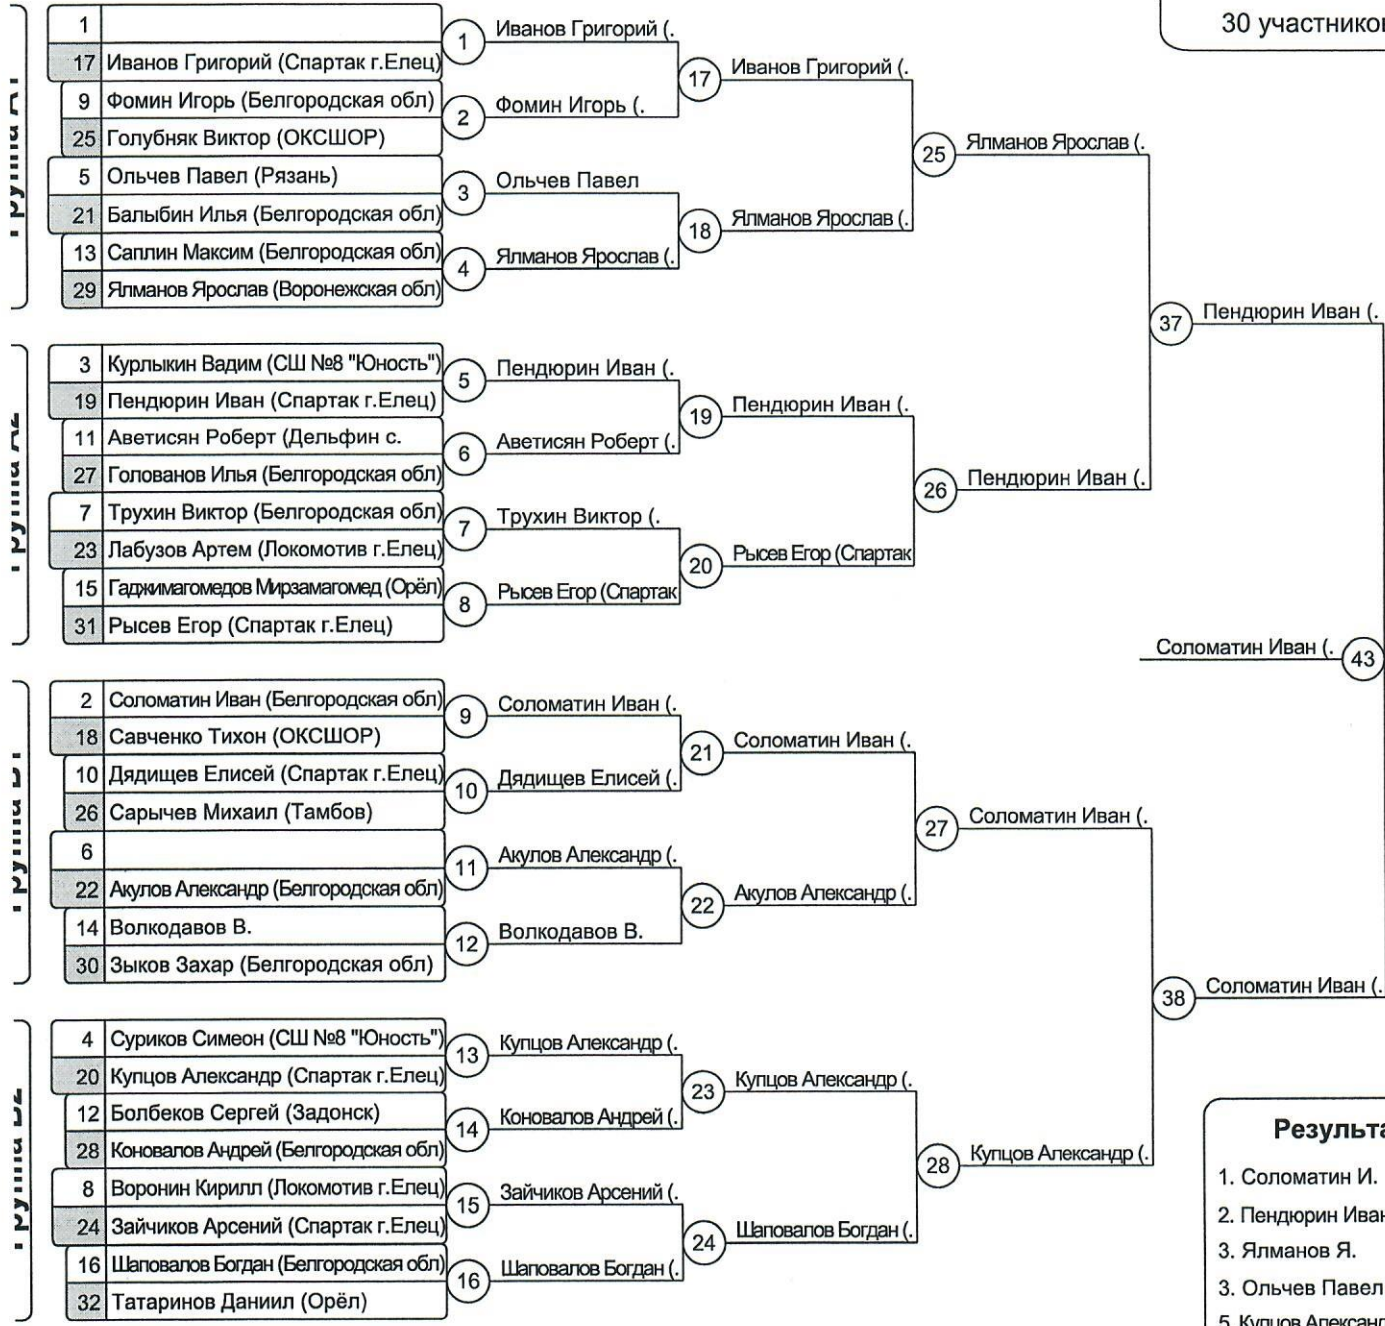 30 участников
1
17 Иванов Григорий (Спартак г.Елец)
9 Фомин Игорь (Белгородская обл)
25 Голубняк Виктор (ОКСШОР)
5 Ольчев Павел (Рязань)
21 Балыбин Илья (Белгородская обл)
13 Саплин Максим (Белгородская обл)
29 Ялманов Ярослав (Воронежская обл)
1 Иванов Григорий (.
2 Фомин Игорь (.
3 Ольчев Павел
4 Ялманов Ярослав (.
17 Иванов Григорий (.
18 Ялманов Ярослав (.
25 Ялманов Ярослав (.
3 Курлыкин Вадим (СШ №8 "Юность")
19 Пендюрин Иван (Спартак г.Елец)
11 Аветисян Роберт (Дельфин с.
27 Голованов Илья (Белгородская обл)
7 Трухин Виктор (Белгородская обл)
23 Лабузов Артем (Локомотив г.Елец)
15 Гаджимагомедов Мирзамагомед (Орёл)
31 Рысев Егор (Спартак г.Елец)
5 Пендюрин Иван (.
6 Аветисян Роберт (.
7 Трухин Виктор (.
8 Рысев Егор (Спартак
19 Пендюрин Иван (.
20 Рысев Егор (Спартак
26 Пендюрин Иван (.
37 Пендюрин Иван (.
Соломатин Иван (. 43
2 Соломатин Иван (Белгородская обл)
18 Савченко Тихон (ОКСШОР)
10 Дядищев Елисей (Спартак г.Елец)
26 Сарычев Михаил (Тамбов)
6
22 Акулов Александр (Белгородская обл)
14 Волкодавов В.
30 Зыков Захар (Белгородская обл)
9 Соломатин Иван (.
10 Дядищев Елисей (.
11 Акулов Александр (.
12 Волкодавов В.
21 Соломатин Иван (.
22 Акулов Александр (.
27 Соломатин Иван (.
38 Соломатин Иван (.
4 Суриков Симеон (СШ №8 "Юность")
20 Купцов Александр (Спартак г.Елец)
12 Болбеков Сергей (Задонск)
28 Коновалов Андрей (Белгородская обл)
8 Воронин Кирилл (Локомотив г.Елец)
24 Зайчиков Арсений (Спартак г.Елец)
16 Шаповалов Богдан (Белгородская обл)
32 Татаринов Даниил (Орёл)
13 Купцов Александр (.
14 Коновалов Андрей (.
15 Зайчиков Арсений (.
16 Шаповалов Богдан (.
23 Купцов Александр (.
24 Шаповалов Богдан (.
28 Купцов Александр (.
Результа
1. Соломатин И.
2. Пендюрин Иван
3. Ялманов Я.
3. Ольчев Павел
5. Купцов Александ